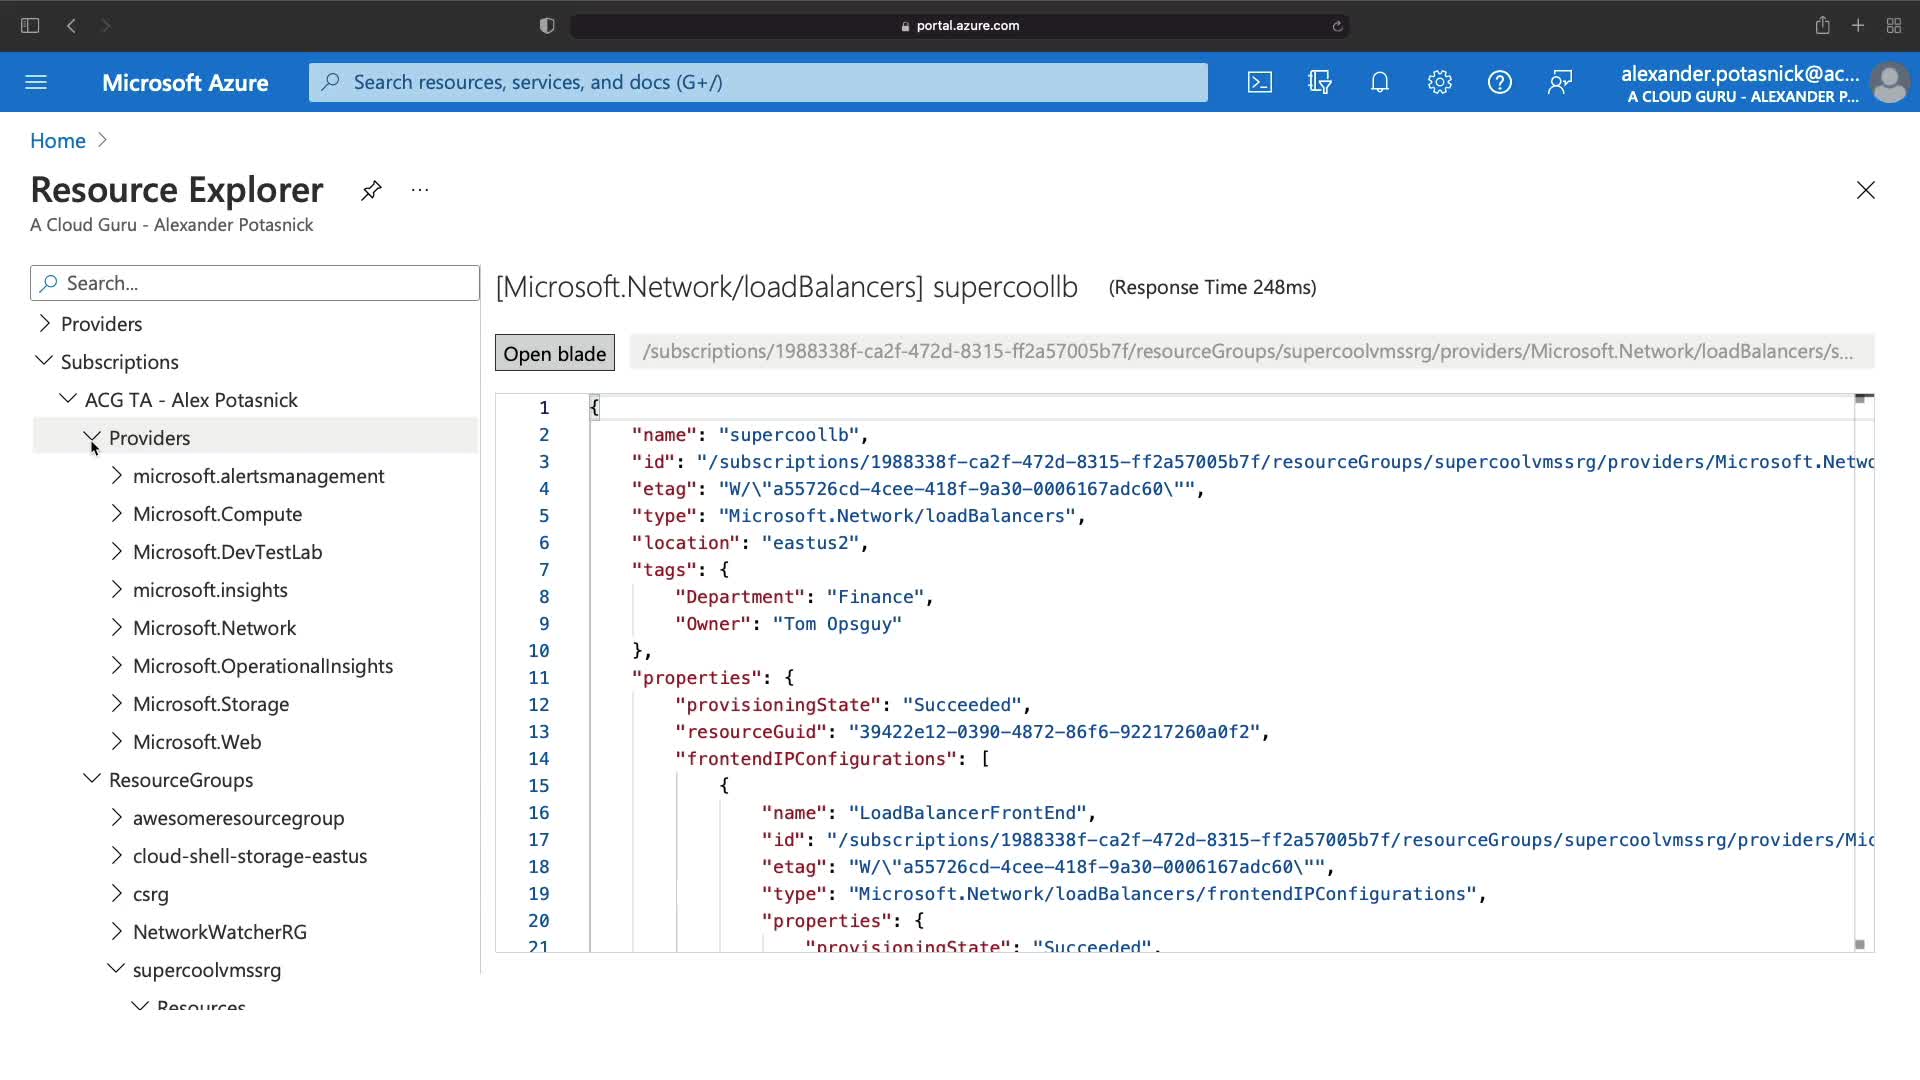 portal.azure.com
Microsoft Azure
Search resources, services, and docs (G+/)
alexander.potasnick@ac...
A CLOUD GURU - ALEXANDER P...
Home
Resource Explorer
...
A Cloud Guru - Alexander Potasnick
Search...
Providers
Subscriptions
ACG TA - Alex Potasnick
Providers
microsoft.alertsmanagement
Microsoft.Compute
Microsoft.DevTestLab
microsoft.insights
Microsoft.Network
Microsoft.OperationalInsights
Microsoft.Storage
Microsoft.Web
ResourceGroups
awesomeresourcegroup
cloud-shell-storage-eastus
csrg
NetworkWatcherRG
supercoolvmssrg
Resources
[Microsoft.Network/loadBalancers] supercoollb (Response Time 248ms)
Open blade /subscriptions/1988338f-ca2f-472d-8315-ff2a57005b7f/resourceGroups/supercoolvmssrg/providers/Microsoft.Network/loadBalancers/s...
1 {
2 "name": "supercoollb",
3 "id": "/subscriptions/1988338f-ca2f-472d-8315-ff2a57005b7f/resourceGroups/supercoolvmssrg/providers/Microsoft.Netwo
4 "etag": "W/\"a55726cd-4cee-418f-9a30-0006167adc60\"",
5 "type": "Microsoft.Network/loadBalancers",
6 "location": "eastus2",
7 "tags": {
8 "Department": "Finance",
9 "Owner": "Tom Opsguy"
10 },
11 "properties": {
12 "provisioningState": "Succeeded",
13 "resourceGuid": "39422e12-0390-4872-86f6-92217260a0f2",
14 "frontendIPConfigurations": [
15 {
16 "name": "LoadBalancerFrontEnd",
17 "id": "/subscriptions/1988338f-ca2f-472d-8315-ff2a57005b7f/resourceGroups/supercoolvmssrg/providers/Mic
18 "etag": "W/\"a55726cd-4cee-418f-9a30-0006167adc60\"",
19 "type": "Microsoft.Network/loadBalancers/frontendIPConfigurations",
20 "properties": {
21 "provisioningState": "Succeeded",